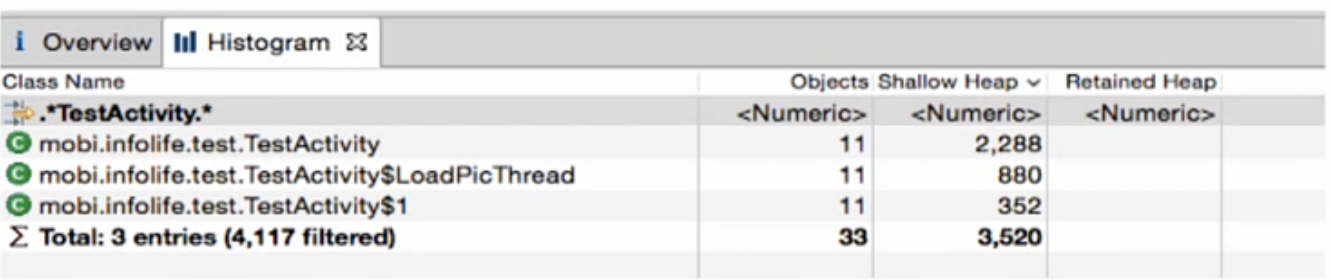 i Overview Histogram
Class Name Objects Shallow Heap Retained Heap
.*TestActivity.* <Numeric> <Numeric> <Numeric>
C mobi.infolife.test.TestActivity 11 2,288
C mobi.infolife.test.TestActivity$LoadPicThread 11 880
C mobi.infolife.test.TestActivity$1 11 352
Σ Total: 3 entries (4,117 filtered) 33 3,520